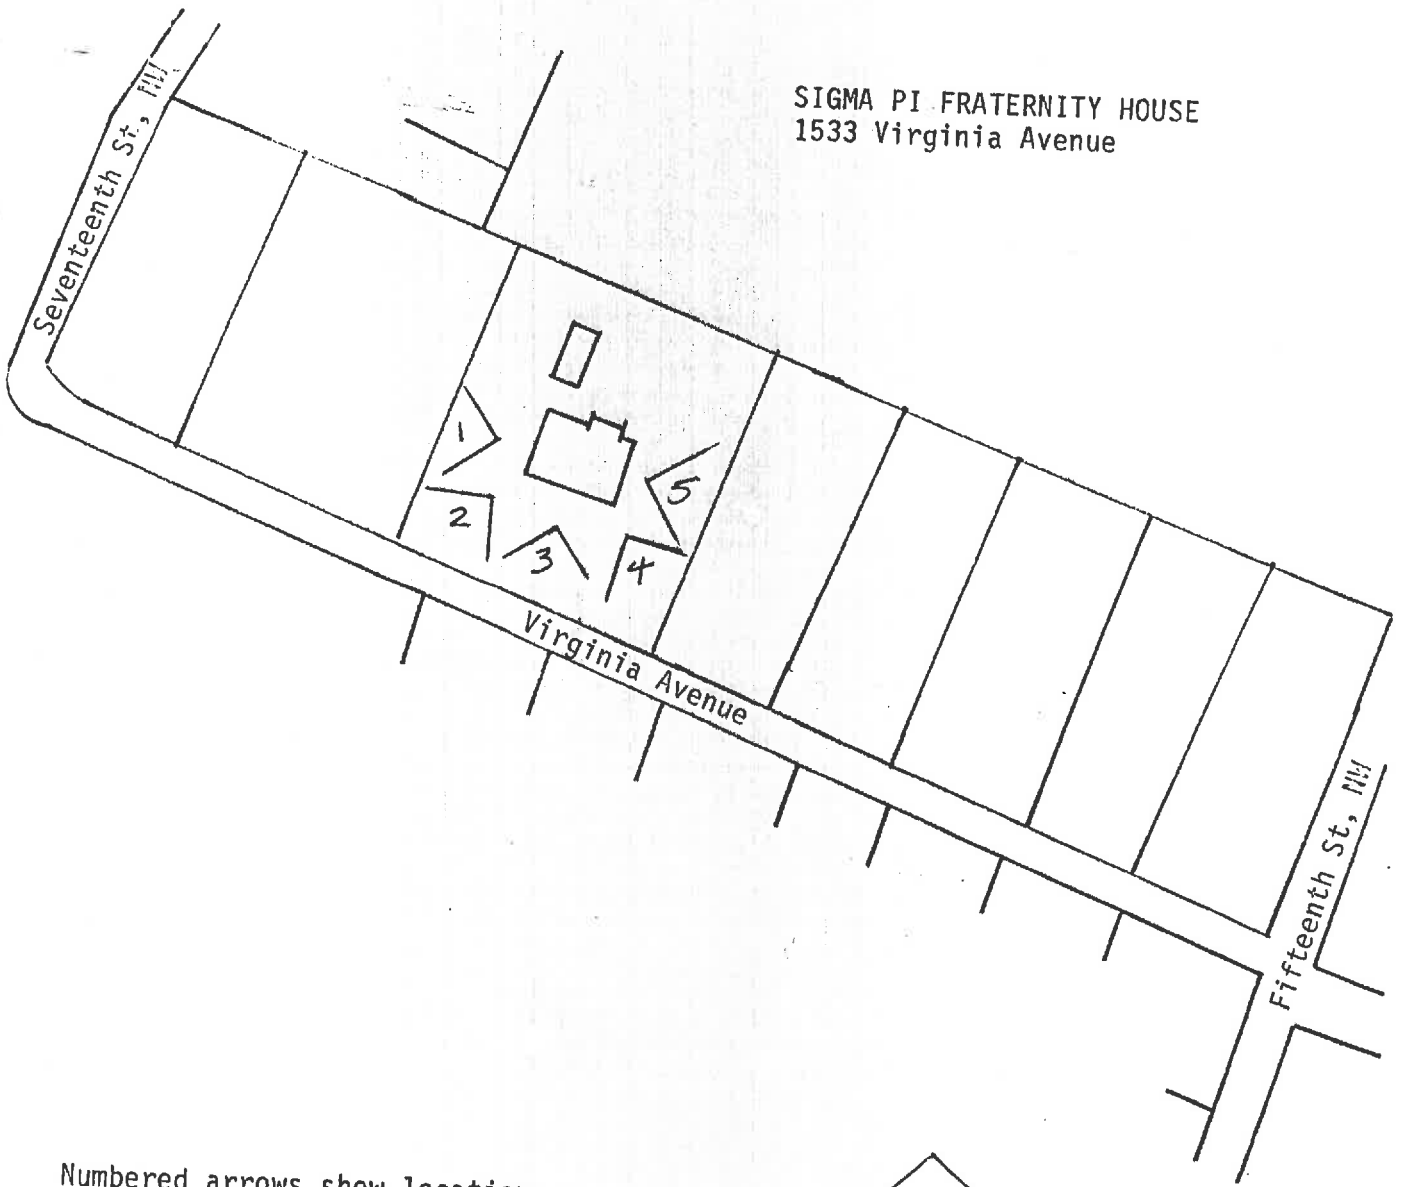 SIGMA PI FRATERNITY HOUSE
1533 Virginia Avenue
Seventeenth St, NW
1
2
3
4
5
Virginia Avenue
Fifteenth St, NW
Numbered arrows show